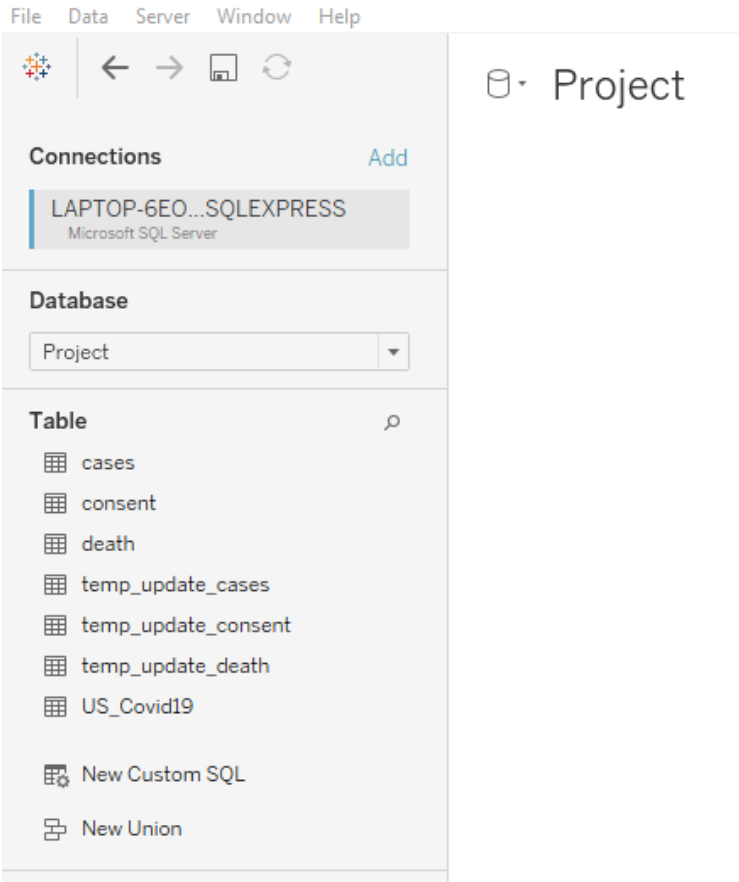 File Data Server Window Help
Project
Connections Add
LAPTOP-6EO...SQLEXPRESS
Microsoft SQL Server
Database
Project
Table
cases
consent
death
temp_update_cases
temp_update_consent
temp_update_death
US_Covid19
New Custom SQL
New Union